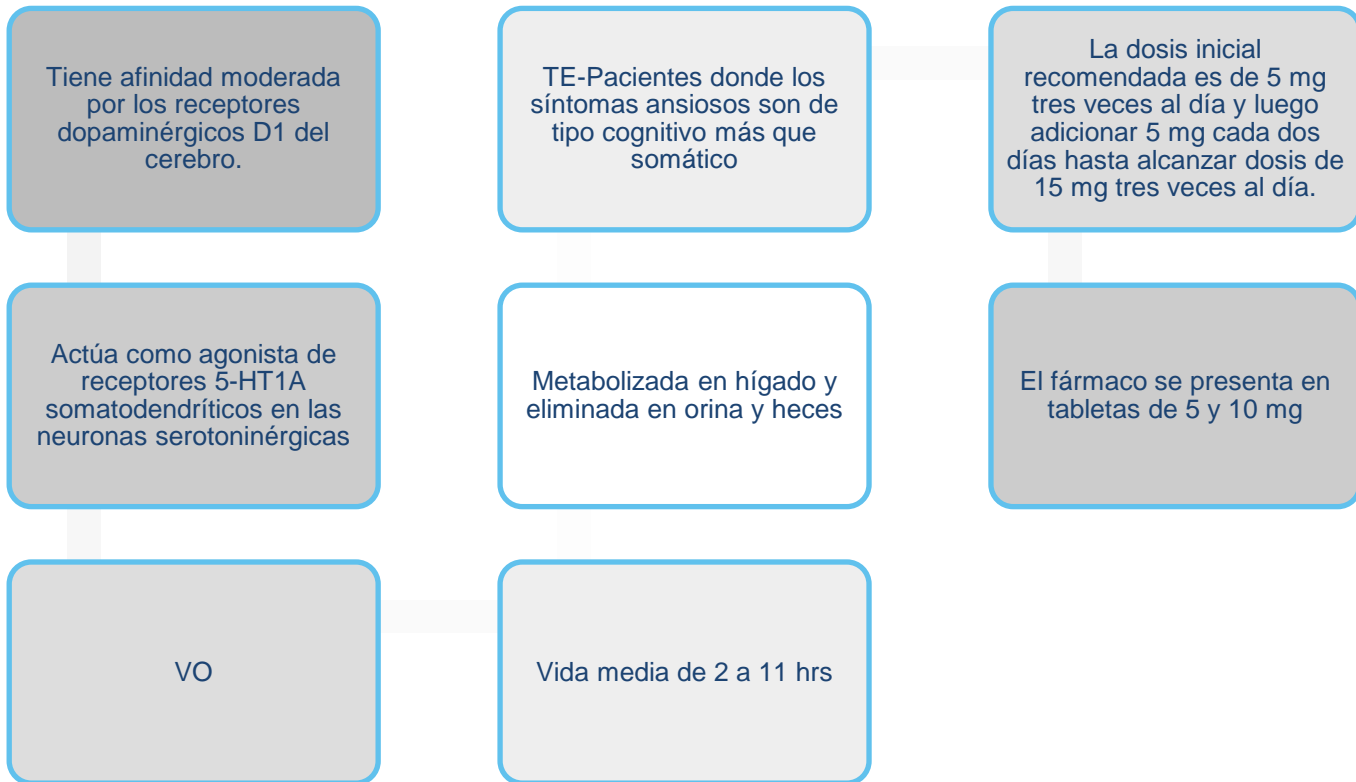 Tiene afinidad moderada
por los receptores
dopaminérgicos D1 del
cerebro.
Actúa como agonista de
receptores 5-HT1A
somatodendríticos en las
neuronas serotoninérgicas
VO
Vida media de 2 a 11 hrs
Metabolizada en hígado y
eliminada en orina y heces
TE-Pacientes donde los
síntomas ansiosos son de
tipo cognitivo más que
somático
La dosis inicial
recomendada es de 5 mg
tres veces al día y luego
adicionar 5 mg cada dos
días hasta alcanzar dosis de
15 mg tres veces al día.
El fármaco se presenta en
tabletas de 5 y 10 mg